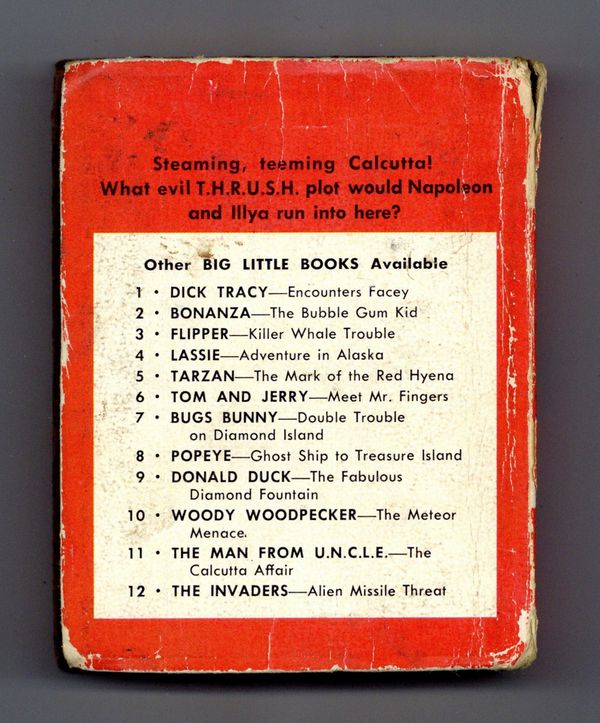 Steaming, teeming Calcutta!
What evil T.H.R.U.S.H. plot would Napoleon
and Illya run into here?
Other BIG LITTLE BOOKS Available
1 • DICK TRACY—Encounters Facey
2 • BONANZA—The Bubble Gum Kid
3 • FLIPPER—Killer Whale Trouble
4 • LASSIE—Adventure in Alaska
5 • TARZAN—The Mark of the Red Hyena
6 • TOM AND JERRY—Meet Mr. Fingers
7 • BUGS BUNNY—Double Trouble
on Diamond Island
8 • POPEYE—Ghost Ship to Treasure Island
9 • DONALD DUCK—The Fabulous
Diamond Fountain
10 • WOODY WOODPECKER—The Meteor
Menace.
11 • THE MAN FROM U.N.C.L.E.—The
Calcutta Affair
12 • THE INVADERS—Alien Missile Threat